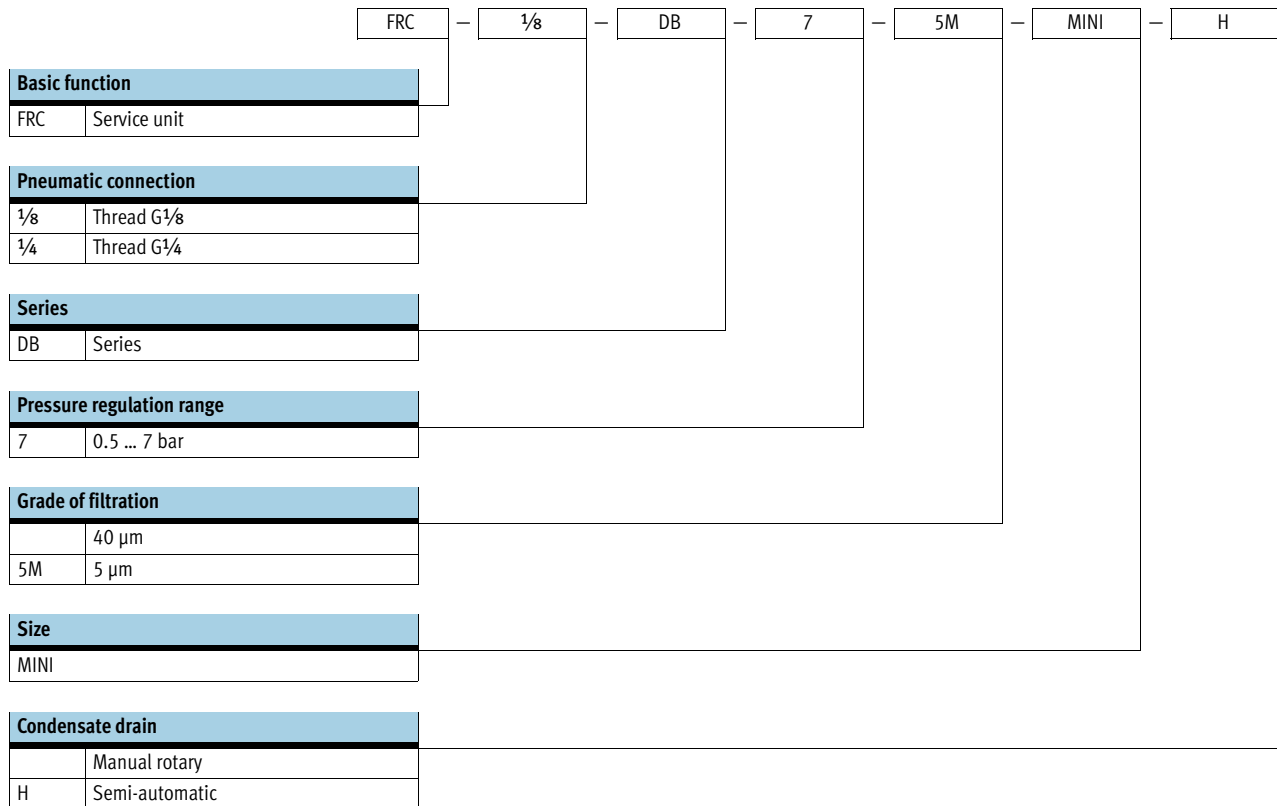 FRC – ⅛ – DB – 7 – 5M – MINI – H
Basic function
FRC Service unit
Pneumatic connection
⅛ Thread G⅛
¼ Thread G¼
Series
DB Series
Pressure regulation range
7 0.5 ... 7 bar
Grade of filtration
40 µm
5M 5 µm
Size
MINI
Condensate drain
Manual rotary
H Semi-automatic